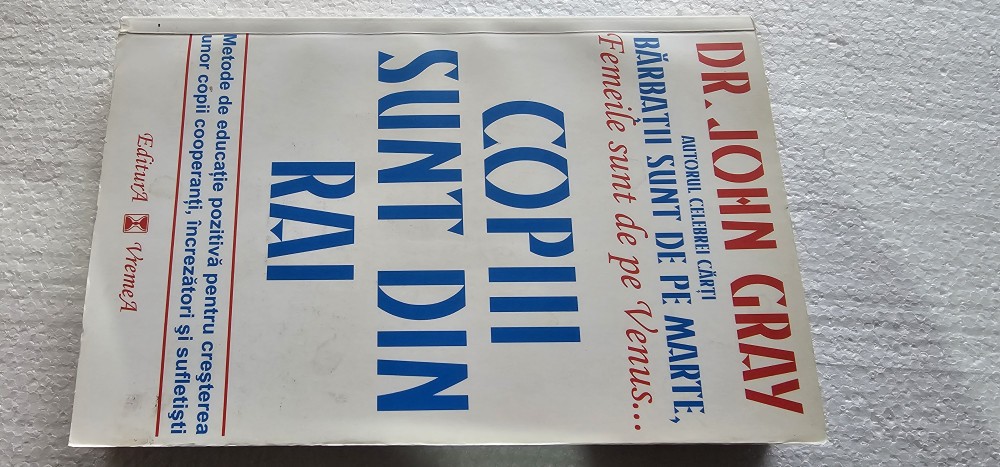 DR. JOHN GRAY
AUTORUL CELEBREI CĂRȚI
BĂRBAȚII SUNT DE PE MARTE,
Femeile sunt de pe Venus...
COPIII
SUNT DIN
RAI
Metode de educație pozitivă pentru creșterea
unor copii cooperanți, încrezători și sufletiști
EditurA VremeA